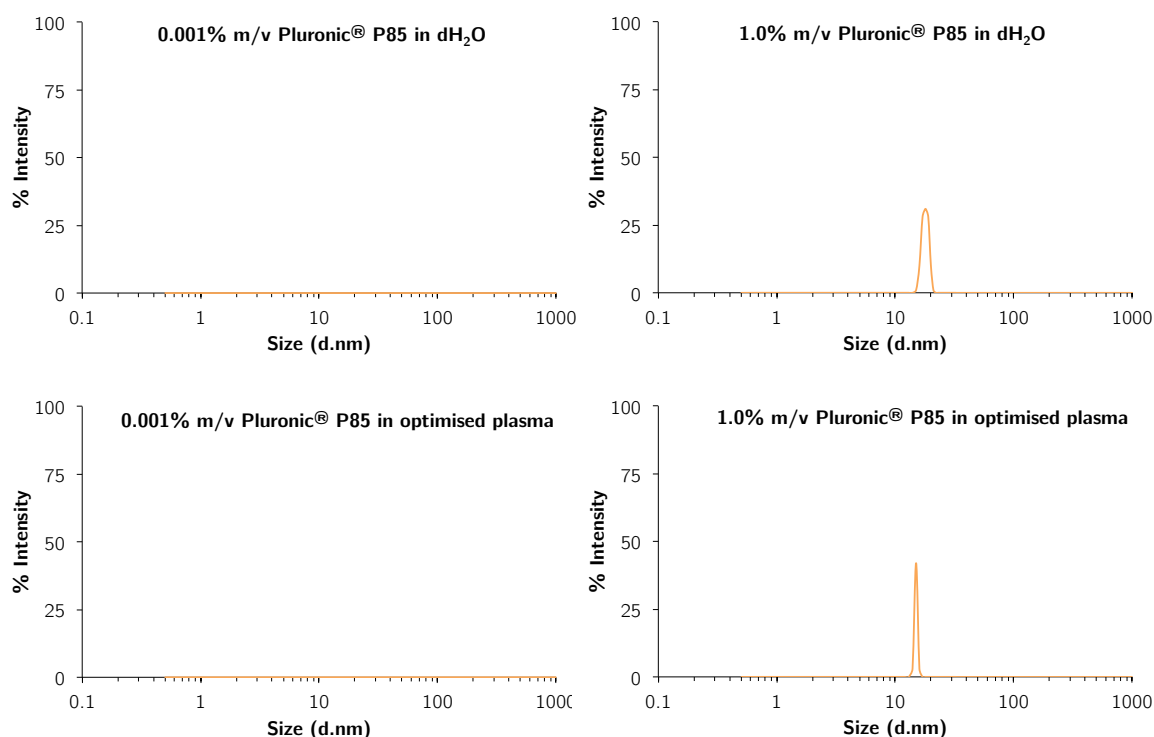 0.001% m/v Pluronic® P85 in dH₂O
100
75
50
25
0
% Intensity
0.1 1 10 100 1000
Size (d.nm)
1.0% m/v Pluronic® P85 in dH₂O
100
75
50
25
0
% Intensity
0.1 1 10 100 1000
Size (d.nm)
0.001% m/v Pluronic® P85 in optimised plasma
100
75
50
25
0
% Intensity
0.1 1 10 100 1000
Size (d.nm)
1.0% m/v Pluronic® P85 in optimised plasma
100
75
50
25
0
% Intensity
0.1 1 10 100 1000
Size (d.nm)